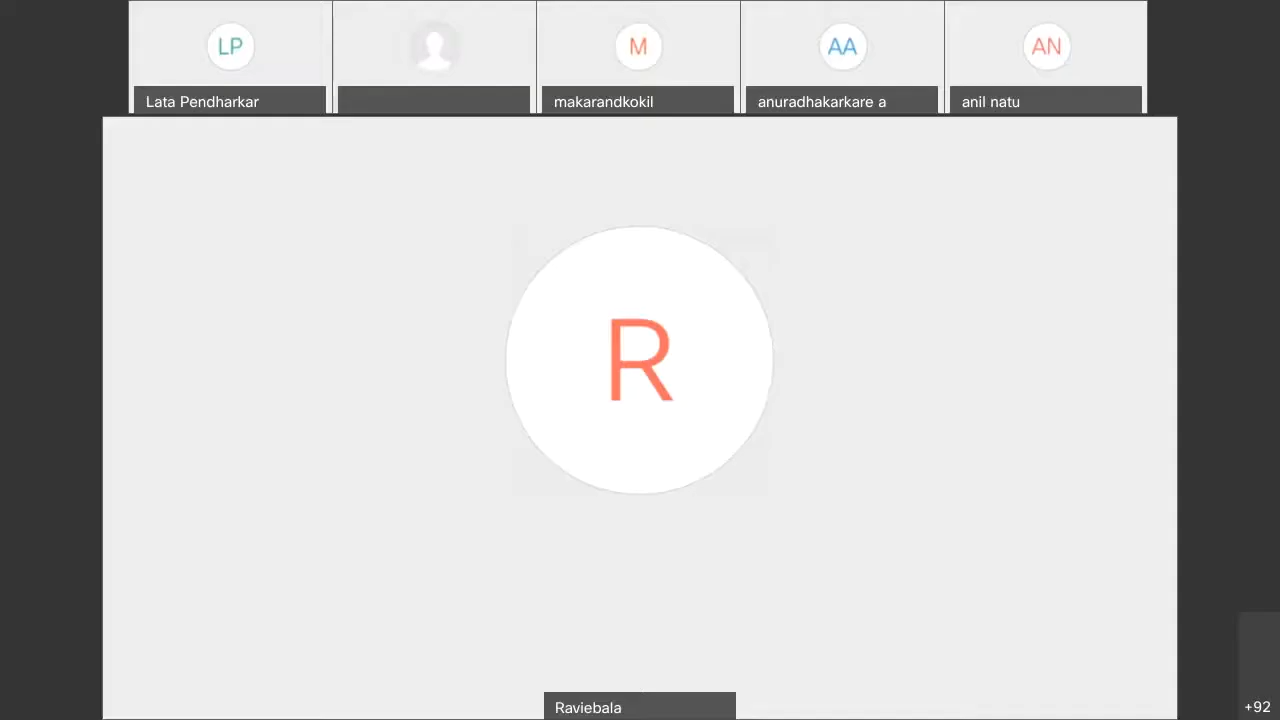 LP
M
AA
AN
Lata Pendharkar
makarandkokil
anuradhakarkare a
anil natu
R
Raviebala
+92